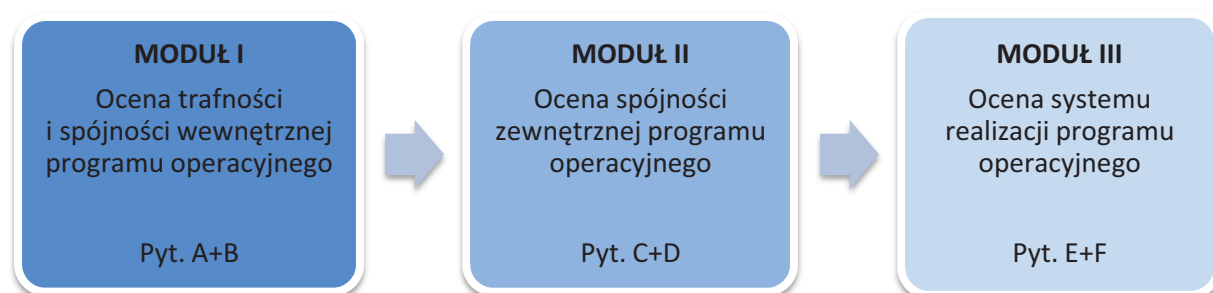 MODUŁ I
Ocena trafności
i spójności wewnętrznej
programu operacyjnego
Pyt. A+B
MODUŁ II
Ocena spójności
zewnętrznej programu
operacyjnego
Pyt. C+D
MODUŁ III
Ocena systemu
realizacji programu
operacyjnego
Pyt. E+F